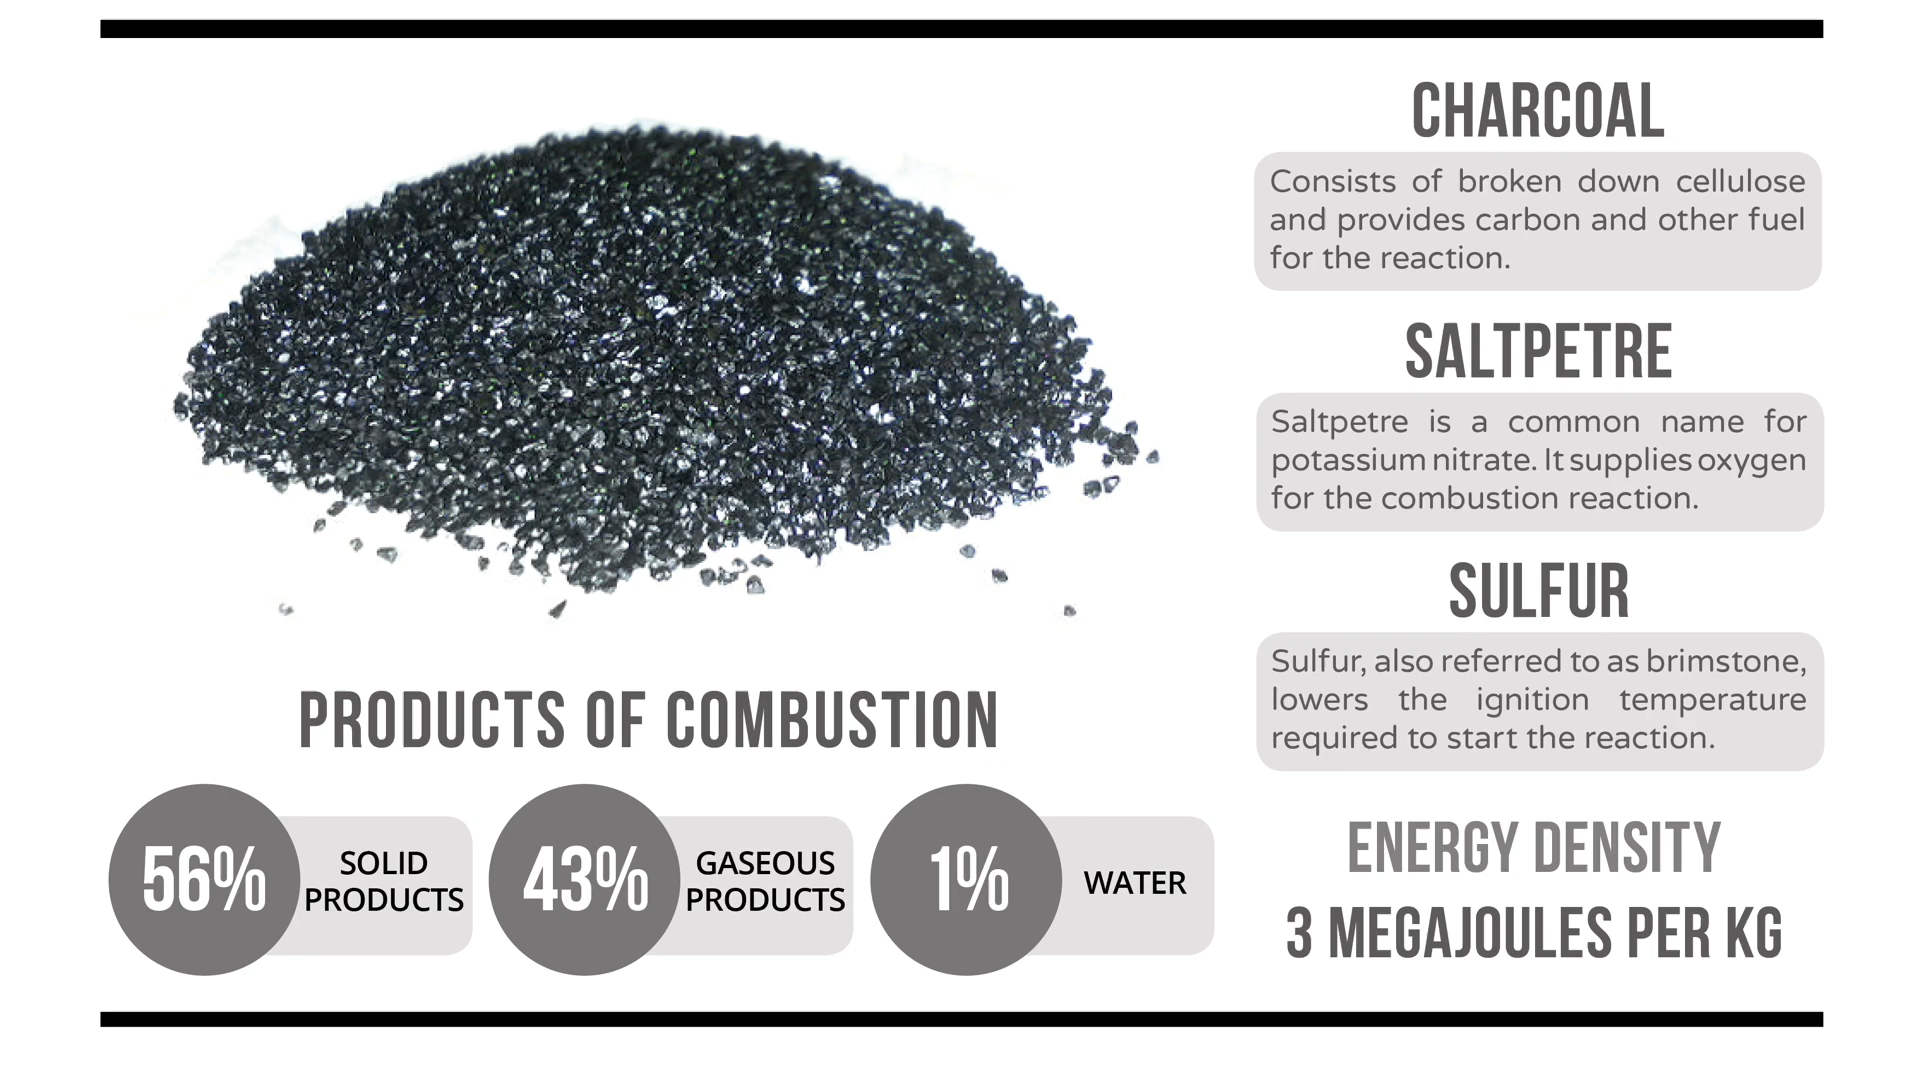 CHARCOAL
Consists of broken down cellulose
and provides carbon and other fuel
for the reaction.
SALTPETRE
Saltpetre is a common name for
potassium nitrate. It supplies oxygen
for the combustion reaction.
SULFUR
Sulfur, also referred to as brimstone,
lowers the ignition temperature
required to start the reaction.
PRODUCTS OF COMBUSTION
56%
SOLID
PRODUCTS
43%
GASEOUS
PRODUCTS
1%
WATER
ENERGY DENSITY
3 MEGAJOULES PER KG